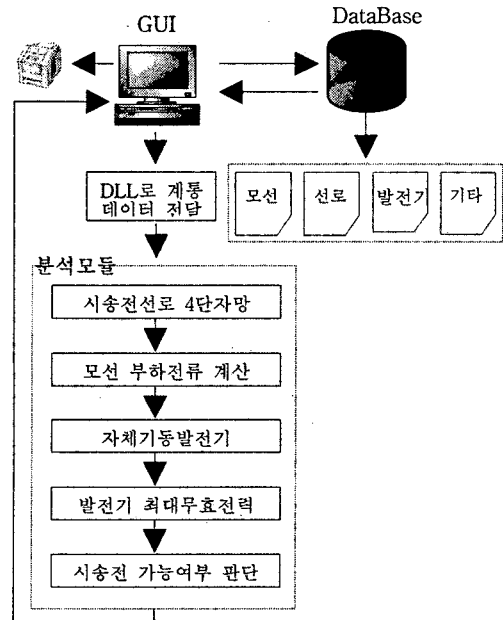 GUI
DataBase
DLL로 계통
데이터 전달
모선
선로
발전기
기타
분석모듈
시송전선로 4단자망
모선 부하전류 계산
자체기동발전기
발전기 최대무효전력
시송전 가능여부 판단